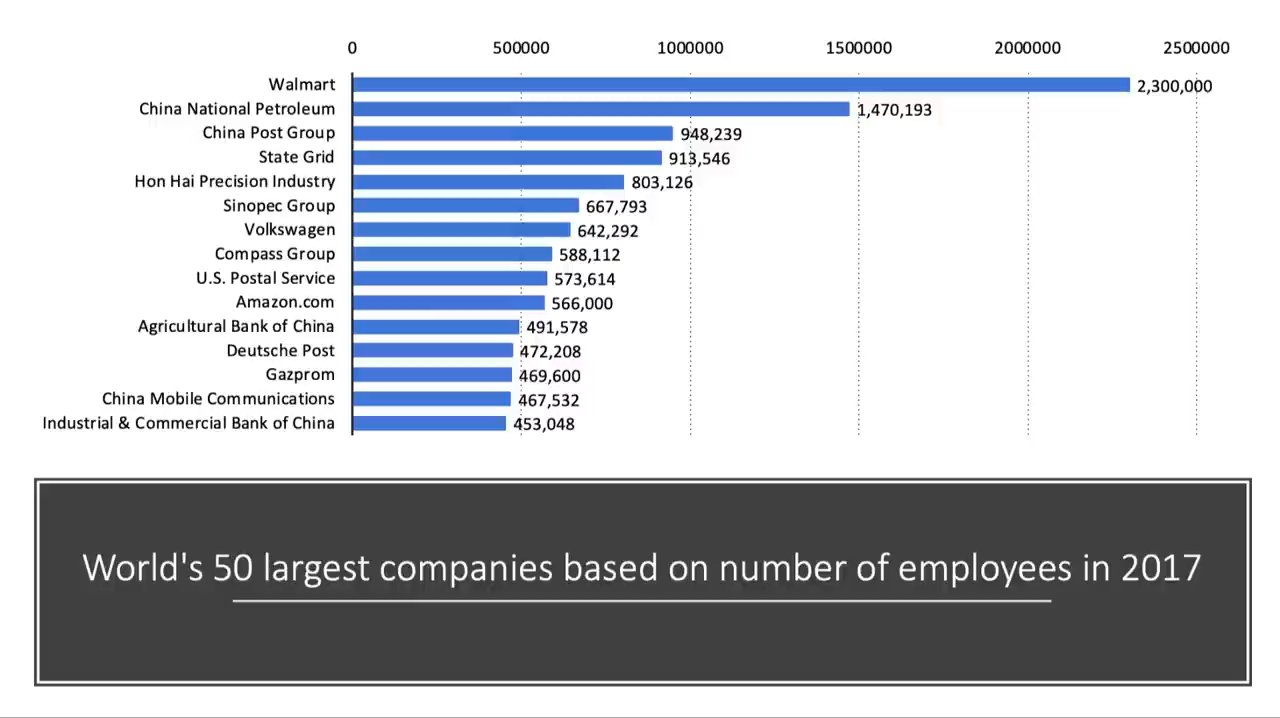 0 500000 1000000 1500000 2000000 2500000
Walmart 2,300,000
China National Petroleum 1,470,193
China Post Group 948,239
State Grid 913,546
Hon Hai Precision Industry 803,126
Sinopec Group 667,793
Volkswagen 642,292
Compass Group 588,112
U.S. Postal Service 573,614
Amazon.com 566,000
Agricultural Bank of China 491,578
Deutsche Post 472,208
Gazprom 469,600
China Mobile Communications 467,532
Industrial & Commercial Bank of China 453,048
World's 50 largest companies based on number of employees in 2017